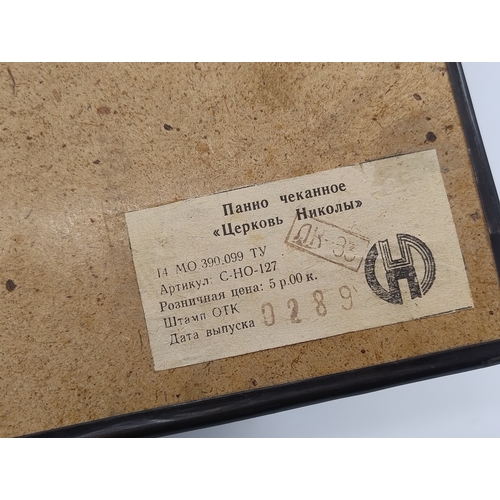 Панно чеканное
«Церковь Николы»
14 МО 390.099 ТУ
Артикул: С-НО-127
Розничная цена: 5 р.00 к.
Штамп ОТК
Дата выпуска 0289